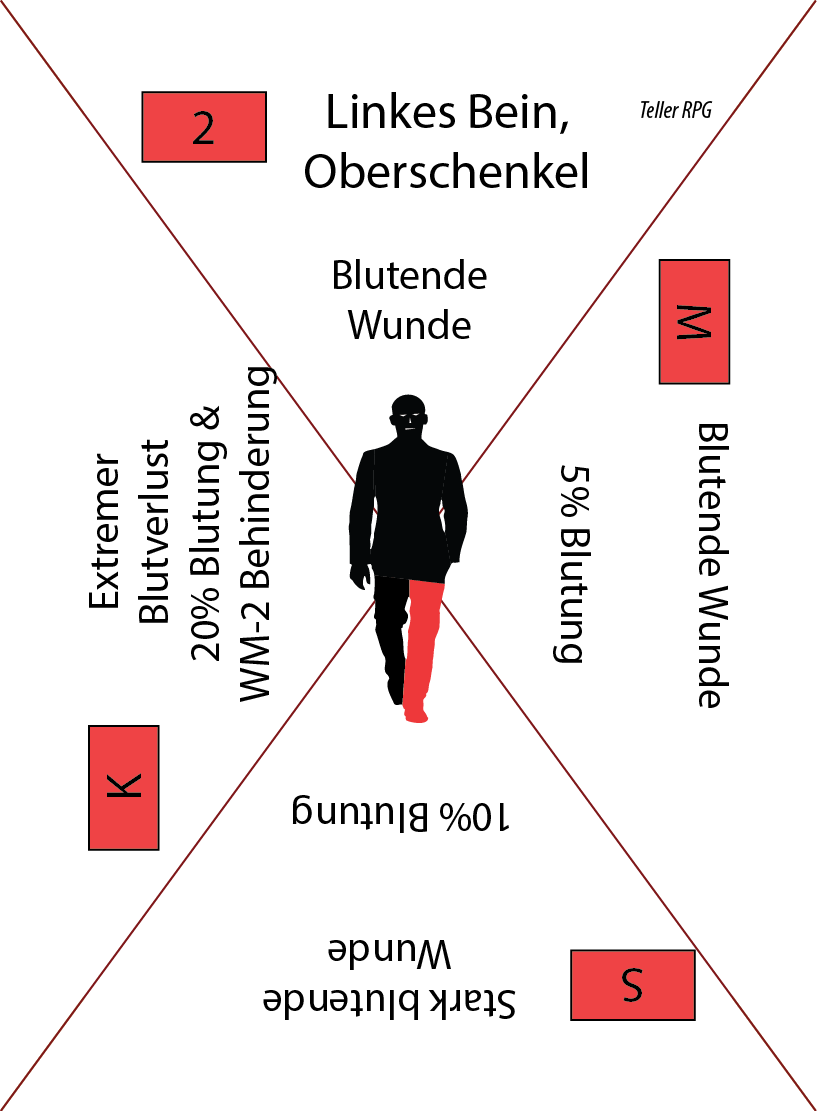 2
Linkes Bein,
Oberschenkel
Teller RPG
Blutende
Wunde
M
Blutende Wunde
5% Blutung
S
Stark blutende
Wunde
10% Blutung
K
Extremer
Blutverlust
20% Blutung &
WM-2 Behinderung